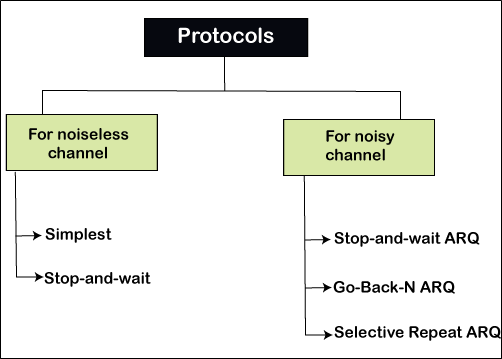 Protocols
For noiseless
channel
Simplest
Stop-and-wait
For noisy
channel
Stop-and-wait ARQ
Go-Back-N ARQ
Selective Repeat ARQ